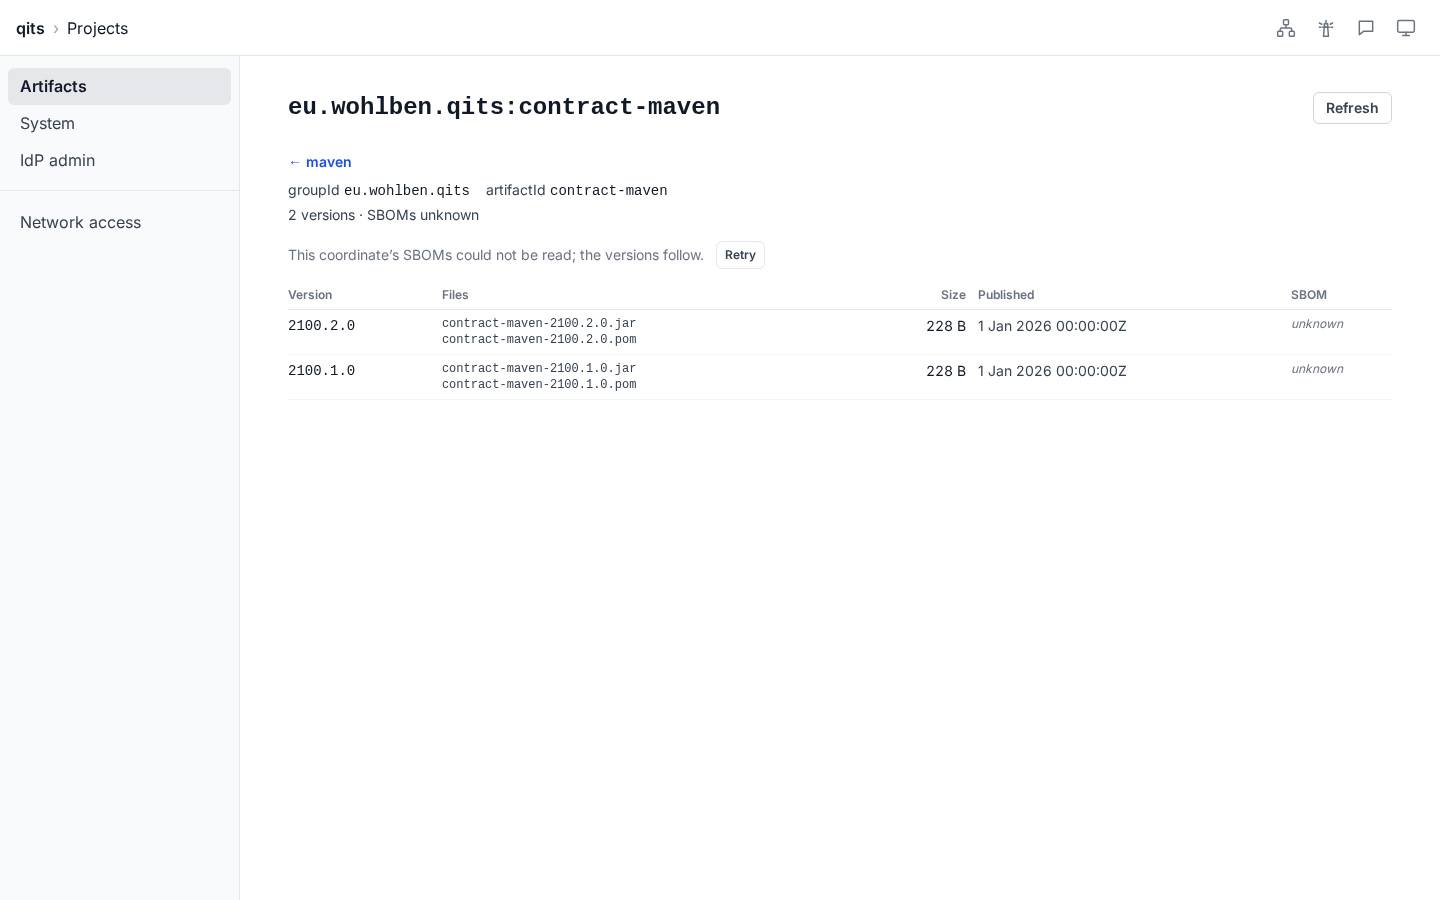 qits › Projects
Artifacts
System
IdP admin
Network access
eu.wohlben.qits:contract-maven
Refresh
← maven
groupId eu.wohlben.qits artifactId contract-maven
2 versions · SBOMs unknown
This coordinate’s SBOMs could not be read; the versions follow. Retry
Version Files Size Published SBOM
2100.2.0 contract-maven-2100.2.0.jar 228 B 1 Jan 2026 00:00:00Z unknown
contract-maven-2100.2.0.pom
2100.1.0 contract-maven-2100.1.0.jar 228 B 1 Jan 2026 00:00:00Z unknown
contract-maven-2100.1.0.pom